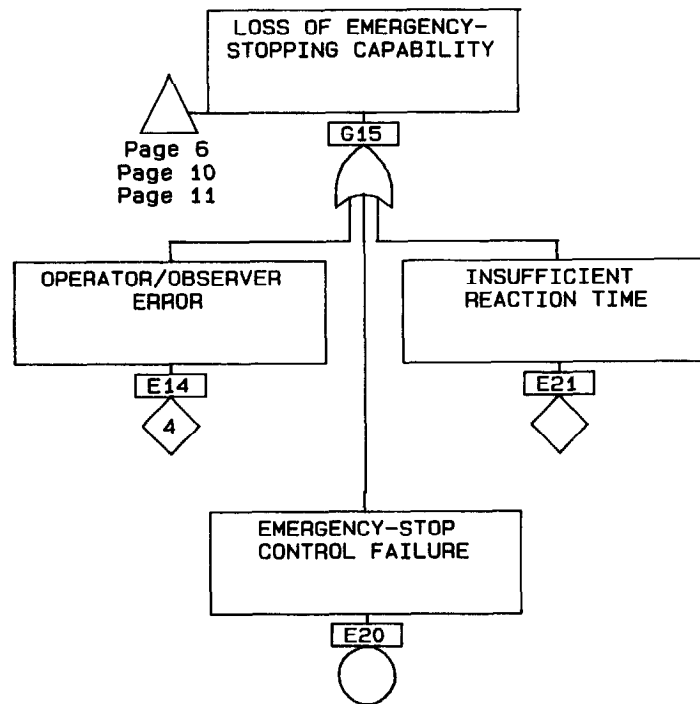 LOSS OF EMERGENCY-
STOPPING CAPABILITY
G15
Page 6
Page 10
Page 11
OPERATOR/OBSERVER
ERROR
E14
4
INSUFFICIENT
REACTION TIME
E21
EMERGENCY-STOP
CONTROL FAILURE
E20